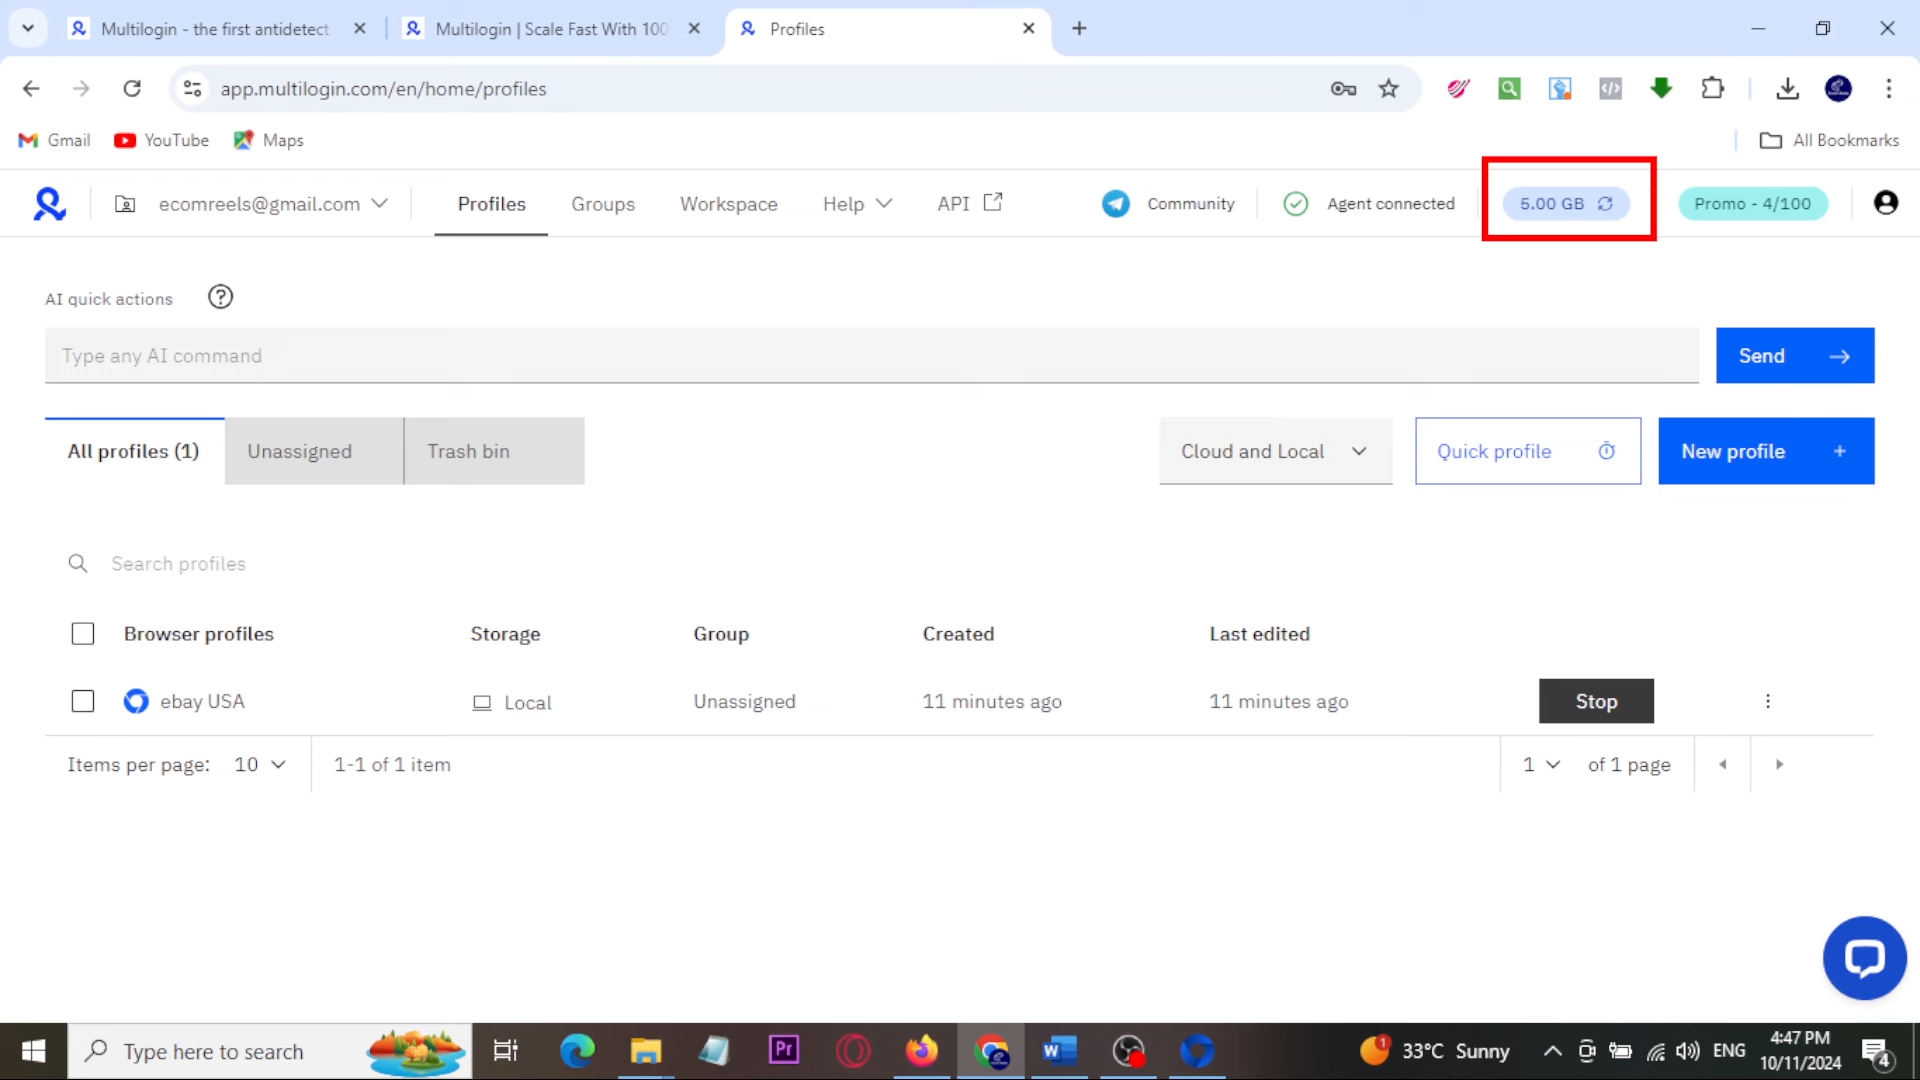 Multilogin - the first antidetect
Multilogin | Scale Fast With 100
Profiles
app.multilogin.com/en/home/profiles
Gmail
YouTube
Maps
All Bookmarks
ecomreels@gmail.com
Profiles
Groups
Workspace
Help
API
Community
Agent connected
5.00 GB
Promo - 4/100
AI quick actions
Type any AI command
Send
All profiles (1)
Unassigned
Trash bin
Cloud and Local
Quick profile
New profile
Search profiles
Browser profiles Storage Group Created Last edited
ebay USA Local Unassigned 11 minutes ago 11 minutes ago Stop
Items per page: 10 1-1 of 1 item 1 of 1 page
Type here to search
Pr
W
1
33°C Sunny
ENG
4:47 PM
10/11/2024
4